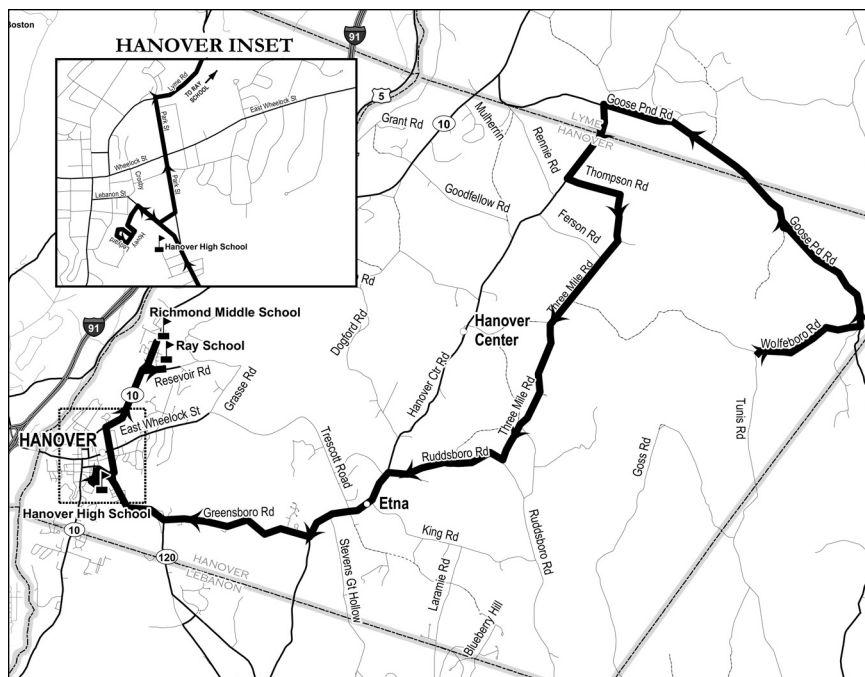 Boston
HANOVER INSET
Lyme Rd
TO RAY
SCHOOL
East Wheelock St
Park St
Wheelock St
Crosby
Park St
Lebanon St
Hovey
Ledyard
Hanover High School
91
5
10
Grant Rd
Mulherrin
Rennie Rd
Goodfellow Rd
LYME
HANOVER
Goose Pnd Rd
Thompson Rd
Ferson Rd
Goose Pd Rd
Three Mile Rd
Wolfeboro Rd
Rd
91
Richmond Middle School
Ray School
Resevoir Rd
Dogford Rd
Hanover
Center
Hanover Ctr Rd
Three Mile Rd
Tunis Rd
10
Grasse Rd
East Wheelock St
HANOVER
Trescott Road
Ruddsboro Rd
Goss Rd
Hanover High School
Greensboro Rd
Etna
10
120
HANOVER
LEBANON
King Rd
Ruddsboro Rd
Stevens Gt Hollow
Laramie Rd
Blueberry Hill